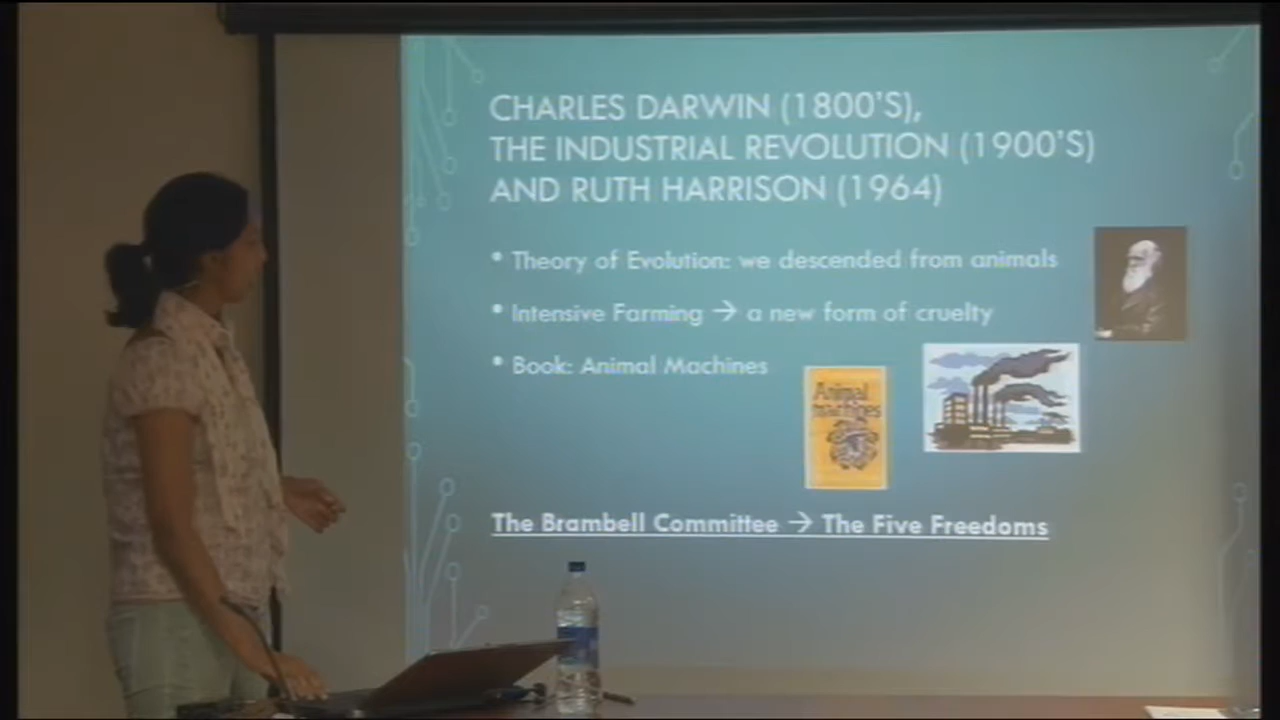 CHARLES DARWIN (1800'S),
THE INDUSTRIAL REVOLUTION (1900'S)
AND RUTH HARRISON (1964)
• Theory of Evolution: we descended from animals
• Intensive Farming → a new form of cruelty
• Book: Animal Machines
Animal
machines
The Brambell Committee → The Five Freedoms